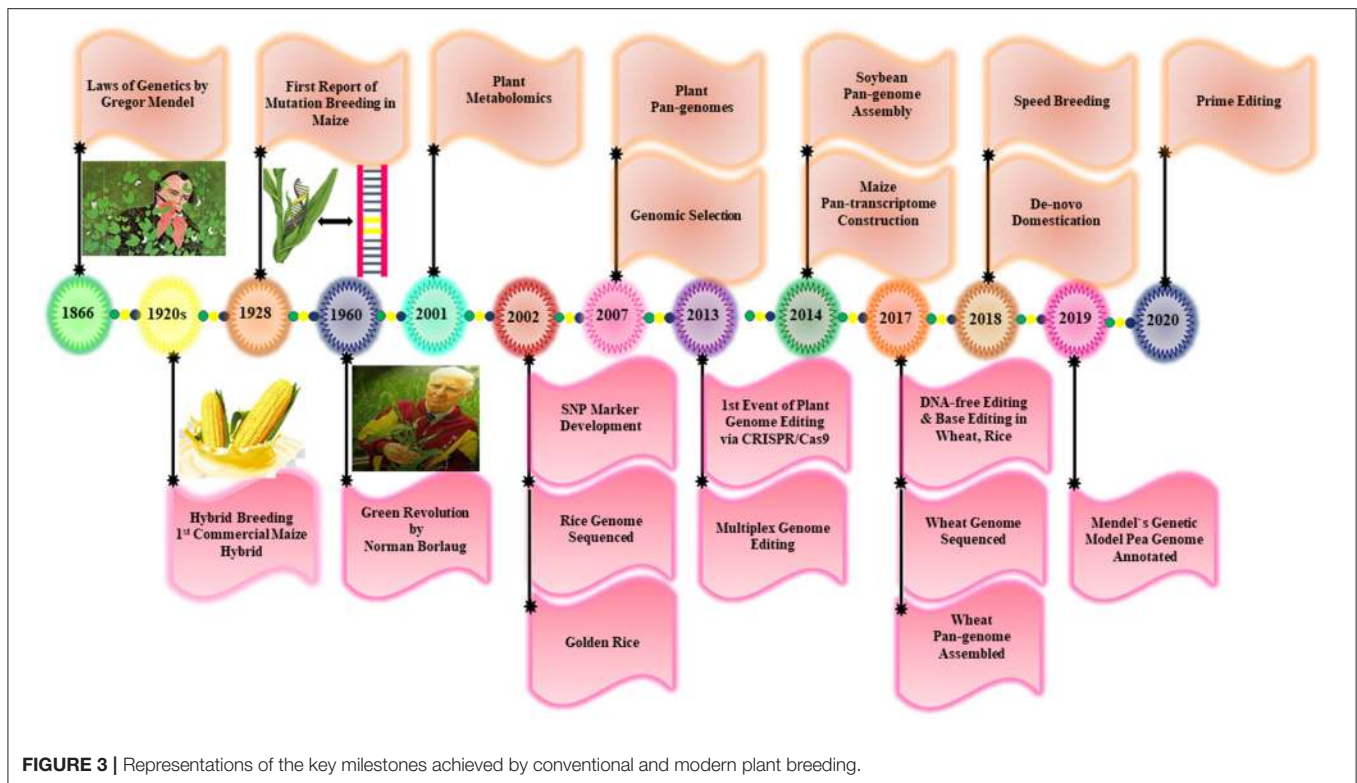 Laws of Genetics by
Gregor Mendel
First Report of
Mutation Breeding in
Maize
Plant
Metabolomics
Plant
Pan-genomes
Genomic Selection
Soybean
Pan-genome
Assembly
Maize
Pan-transcriptome
Construction
Speed Breeding
De-novo
Domestication
Prime Editing
1866
1920s
1928
1960
2001
2002
2007
2013
2014
2017
2018
2019
2020
Hybrid Breeding
1st Commercial Maize
Hybrid
Green Revolution
by
Norman Borlaug
SNP Marker
Development
Rice Genome
Sequenced
Golden Rice
1st Event of Plant
Genome Editing
via CRISPR/Cas9
Multiplex Genome
Editing
DNA-free Editing
& Base Editing in
Wheat, Rice
Wheat Genome
Sequenced
Wheat
Pan-genome
Assembled
Mendel`s Genetic
Model Pea Genome
Annotated
FIGURE 3 | Representations of the key milestones achieved by conventional and modern plant breeding.